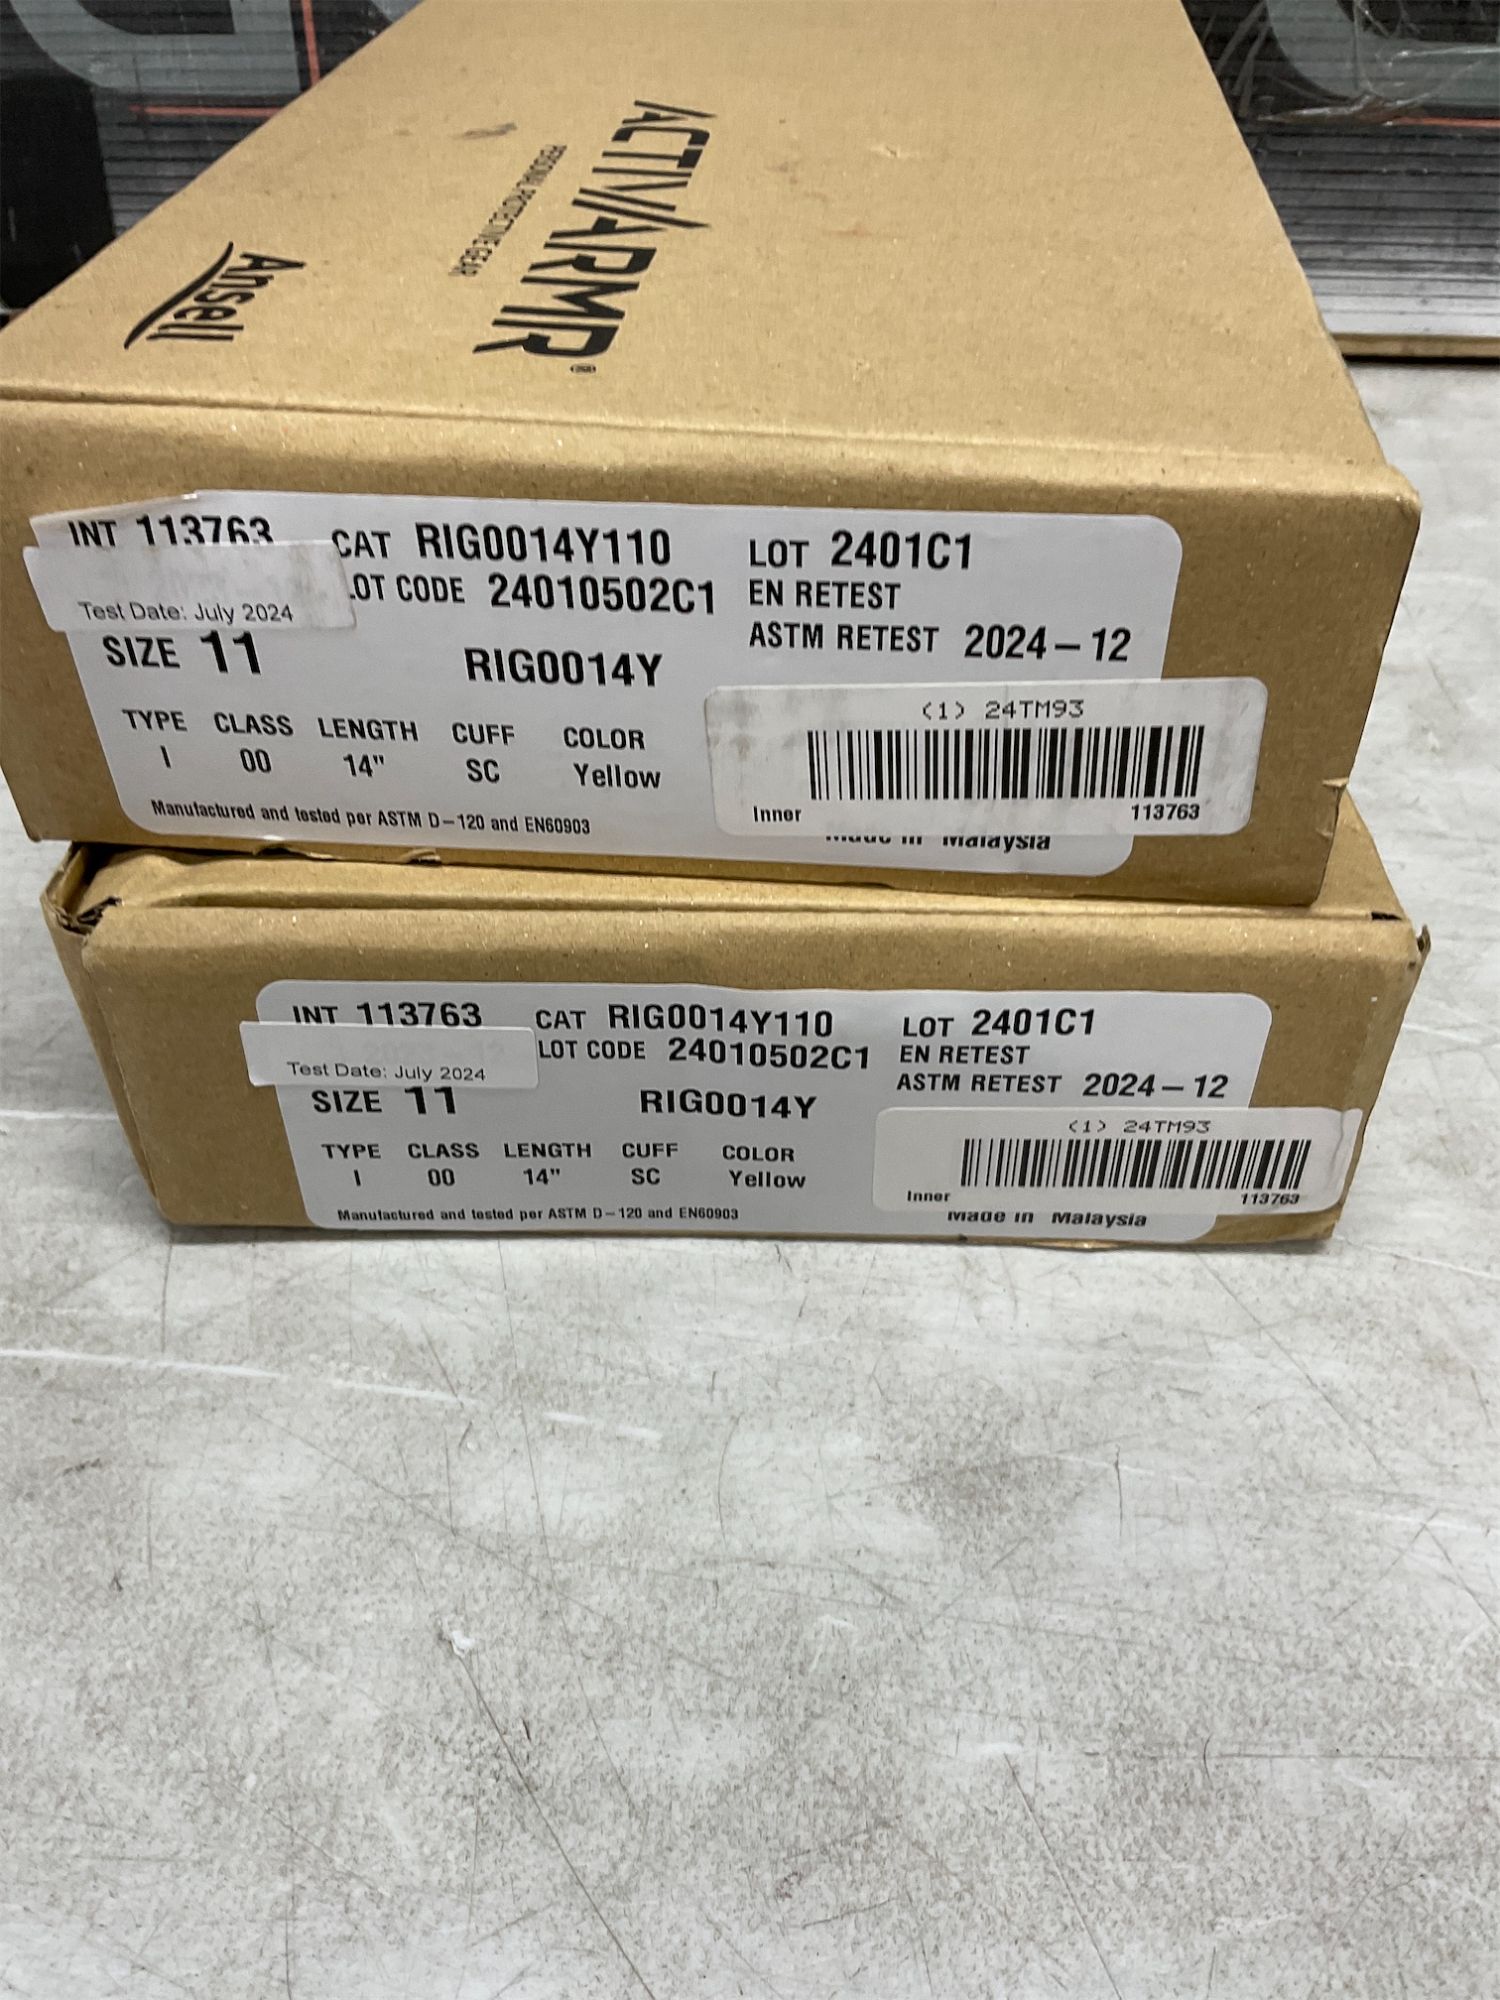 ACTIVARMR®
PERSONAL PROTECTIVE GEAR
Ansell
INT 113763 CAT RIG0014Y110 LOT 2401C1
LOT CODE 24010502C1 EN RETEST
Test Date: July 2024 ASTM RETEST 2024-12
SIZE 11 RIG0014Y
TYPE CLASS LENGTH CUFF COLOR
I 00 14" SC Yellow
(1) 24TM93
Inner 113763
Manufactured and tested per ASTM D-120 and EN60903
Made in Malaysia
INT 113763 CAT RIG0014Y110 LOT 2401C1
LOT CODE 24010502C1 EN RETEST
Test Date: July 2024 ASTM RETEST 2024-12
SIZE 11 RIG0014Y
TYPE CLASS LENGTH CUFF COLOR
I 00 14" SC Yellow
(1) 24TM93
Inner 113763
Manufactured and tested per ASTM D-120 and EN60903
Made in Malaysia